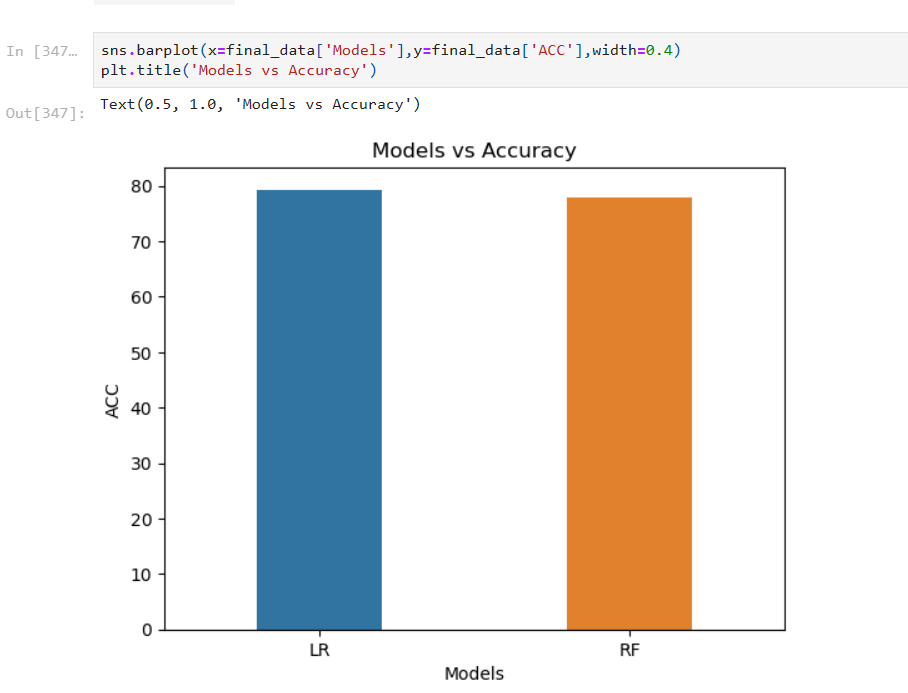 In [347…
sns.barplot(x=final_data['Models'],y=final_data['ACC'],width=0.4)
plt.title('Models vs Accuracy')
Out[347]:
Text(0.5, 1.0, 'Models vs Accuracy')
Models vs Accuracy
80
70
60
50
40
30
20
10
0
ACC
LR
RF
Models